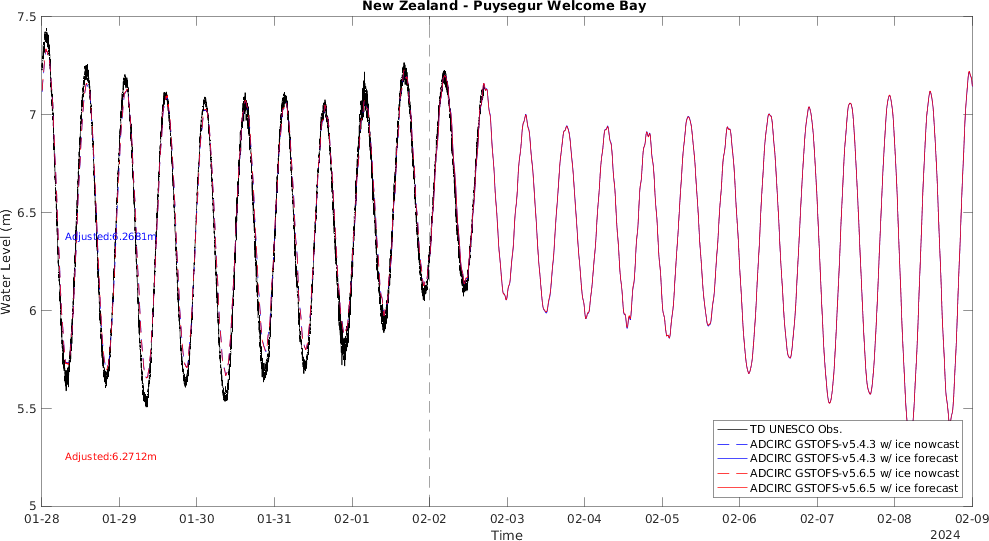 New Zealand - Puysegur Welcome Bay
7.5
7
6.5
6
5.5
5
Water Level (m)
Adjusted:6.2681m
Adjusted:6.2712m
TD UNESCO Obs.
ADCIRC GSTOFS-v5.4.3 w/ ice nowcast
ADCIRC GSTOFS-v5.4.3 w/ ice forecast
ADCIRC GSTOFS-v5.6.5 w/ ice nowcast
ADCIRC GSTOFS-v5.6.5 w/ ice forecast
01-28 01-29 01-30 01-31 02-01 02-02 02-03 02-04 02-05 02-06 02-07 02-08 02-09
Time
2024